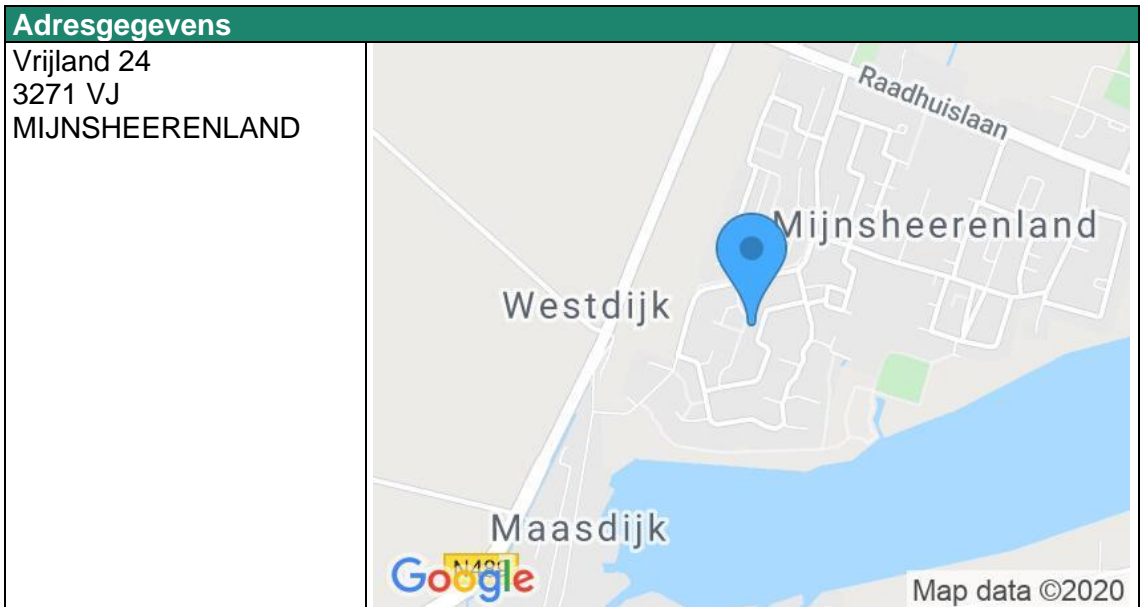 Adresgegevens
Vrijland 24
3271 VJ
MIJNSHEERENLAND
Raadhuislaan
Mijnsheerenland
Westdijk
Maasdijk
Google
Map data ©2020